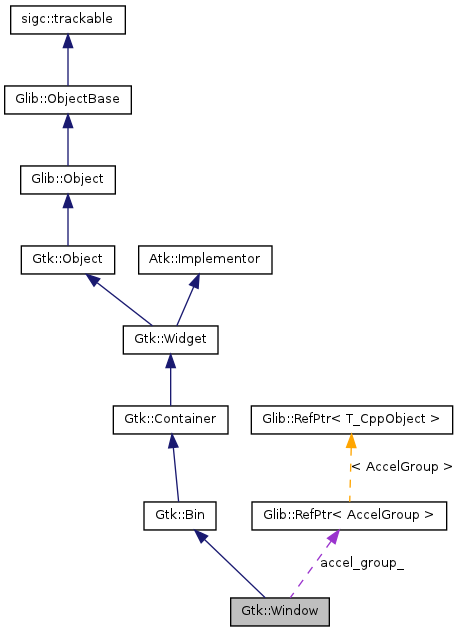 sigc::trackable
Glib::ObjectBase
Glib::Object
Gtk::Object
Atk::Implementor
Gtk::Widget
Gtk::Container
Glib::RefPtr< T_CppObject >
< AccelGroup >
Gtk::Bin
Glib::RefPtr< AccelGroup >
accel_group_
Gtk::Window